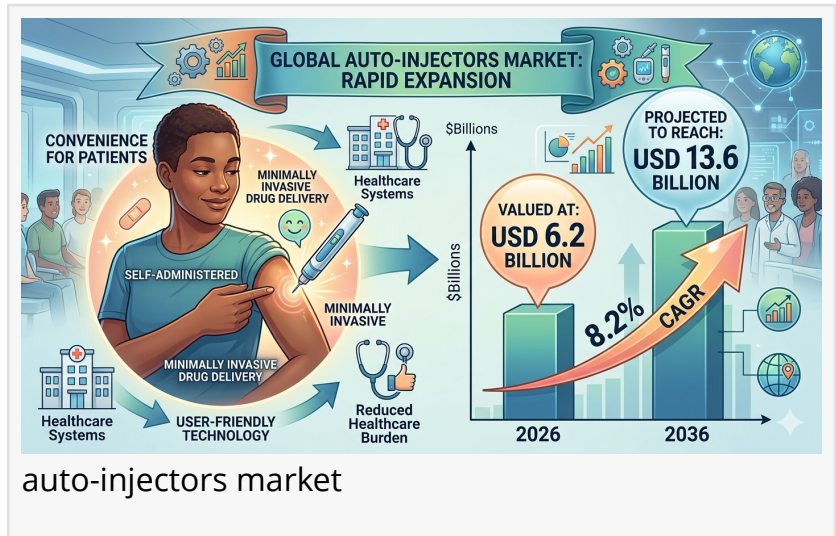 GLOBAL AUTO-INJECTORS MARKET:
RAPID EXPANSION
CONVENIENCE
FOR PATIENTS
MINIMALLY
INVASIVE
DRUG DELIVERY
Healthcare
Systems
SELF-ADMINISTERED
MINIMALLY
INVASIVE
MINIMALLY INVASIVE
DRUG DELIVERY
Healthcare
Systems
USER-FRIENDLY
TECHNOLOGY
Reduced
Healthcare
Burden
$Billions
$Billions
VALUED AT:
USD 6.2
BILLION
PROJECTED
TO REACH:
USD 13.6
BILLION
8.2% CAGR
2026
2036
auto-injectors market